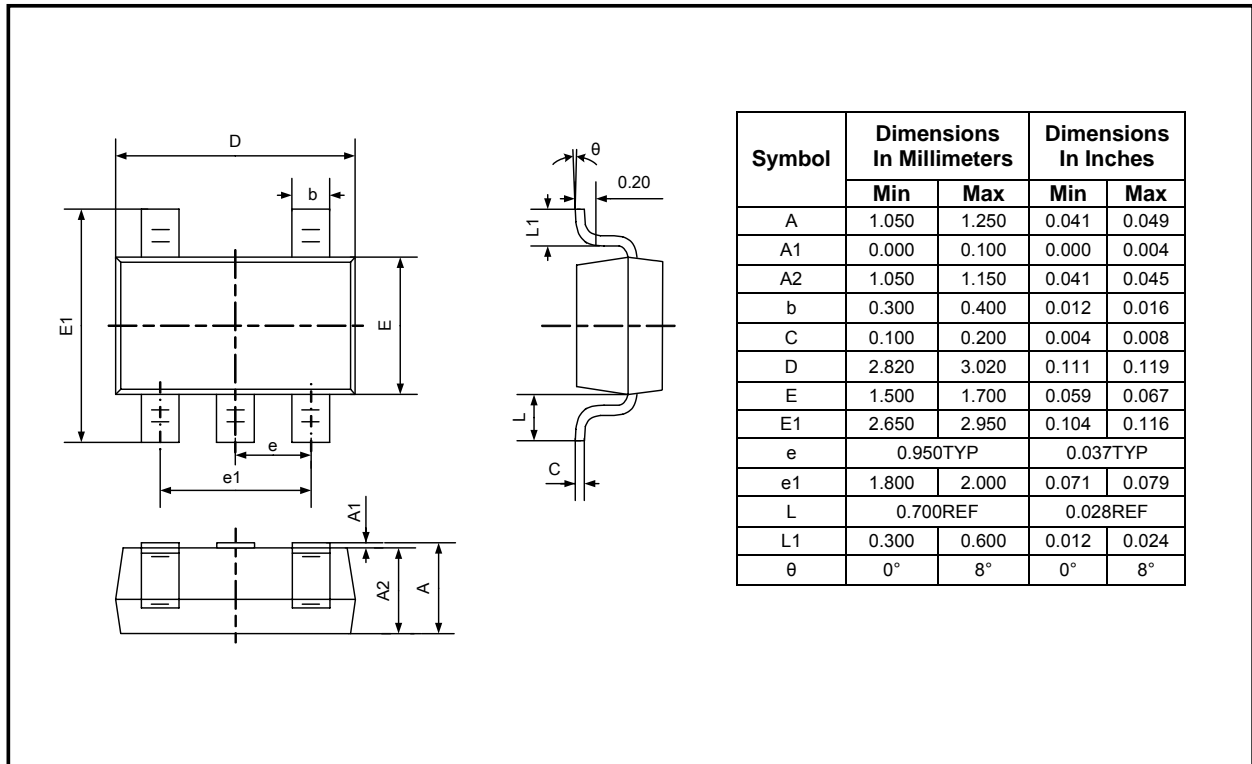 D
b
E1
E
e
e1
A1
A2
A
θ
0.20
L1
L
C
Symbol Dimensions In Millimeters Dimensions In Inches
Min Max Min Max
A 1.050 1.250 0.041 0.049
A1 0.000 0.100 0.000 0.004
A2 1.050 1.150 0.041 0.045
b 0.300 0.400 0.012 0.016
C 0.100 0.200 0.004 0.008
D 2.820 3.020 0.111 0.119
E 1.500 1.700 0.059 0.067
E1 2.650 2.950 0.104 0.116
e 0.950TYP 0.037TYP
e1 1.800 2.000 0.071 0.079
L 0.700REF 0.028REF
L1 0.300 0.600 0.012 0.024
θ 0° 8° 0° 8°